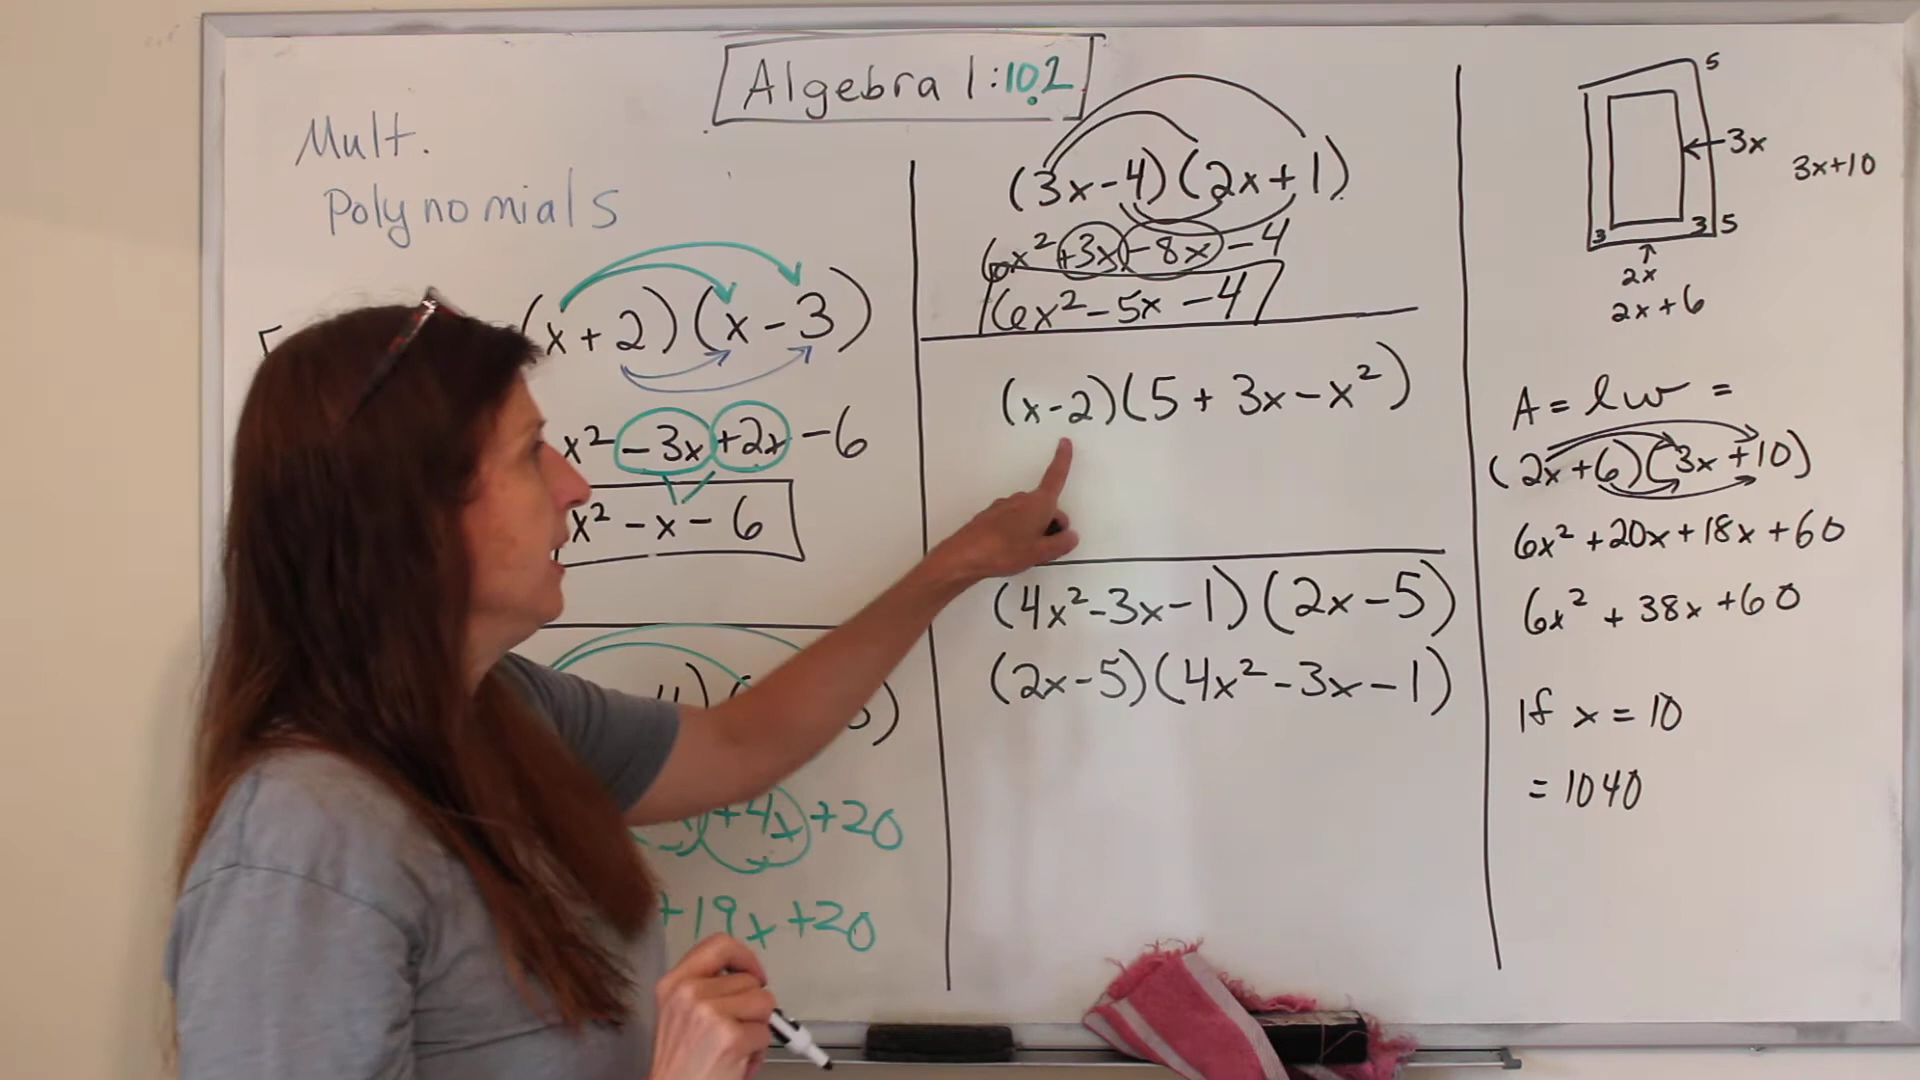 Algebra 1:10.2
Mult.
Polynomials
(x+2)(x-3)
x²-3x+2x-6
x²-x-6
+4x+20
+19x+20
(3x-4)(2x+1)
6x²+3x-8x-4
6x²-5x-4
(x-2)(5+3x-x²)
(4x²-3x-1)(2x-5)
(2x-5)(4x²-3x-1)
5
3x
3x+10
3 3 5
2x
2x+6
A=lw=
(2x+6)(3x+10)
6x²+20x+18x+60
6x²+38x+60
If x=10
=1040